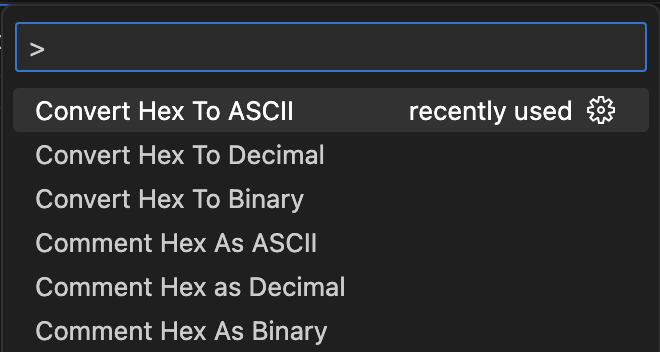 >
Convert Hex To ASCII recently used
Convert Hex To Decimal
Convert Hex To Binary
Comment Hex As ASCII
Comment Hex as Decimal
Comment Hex As Binary